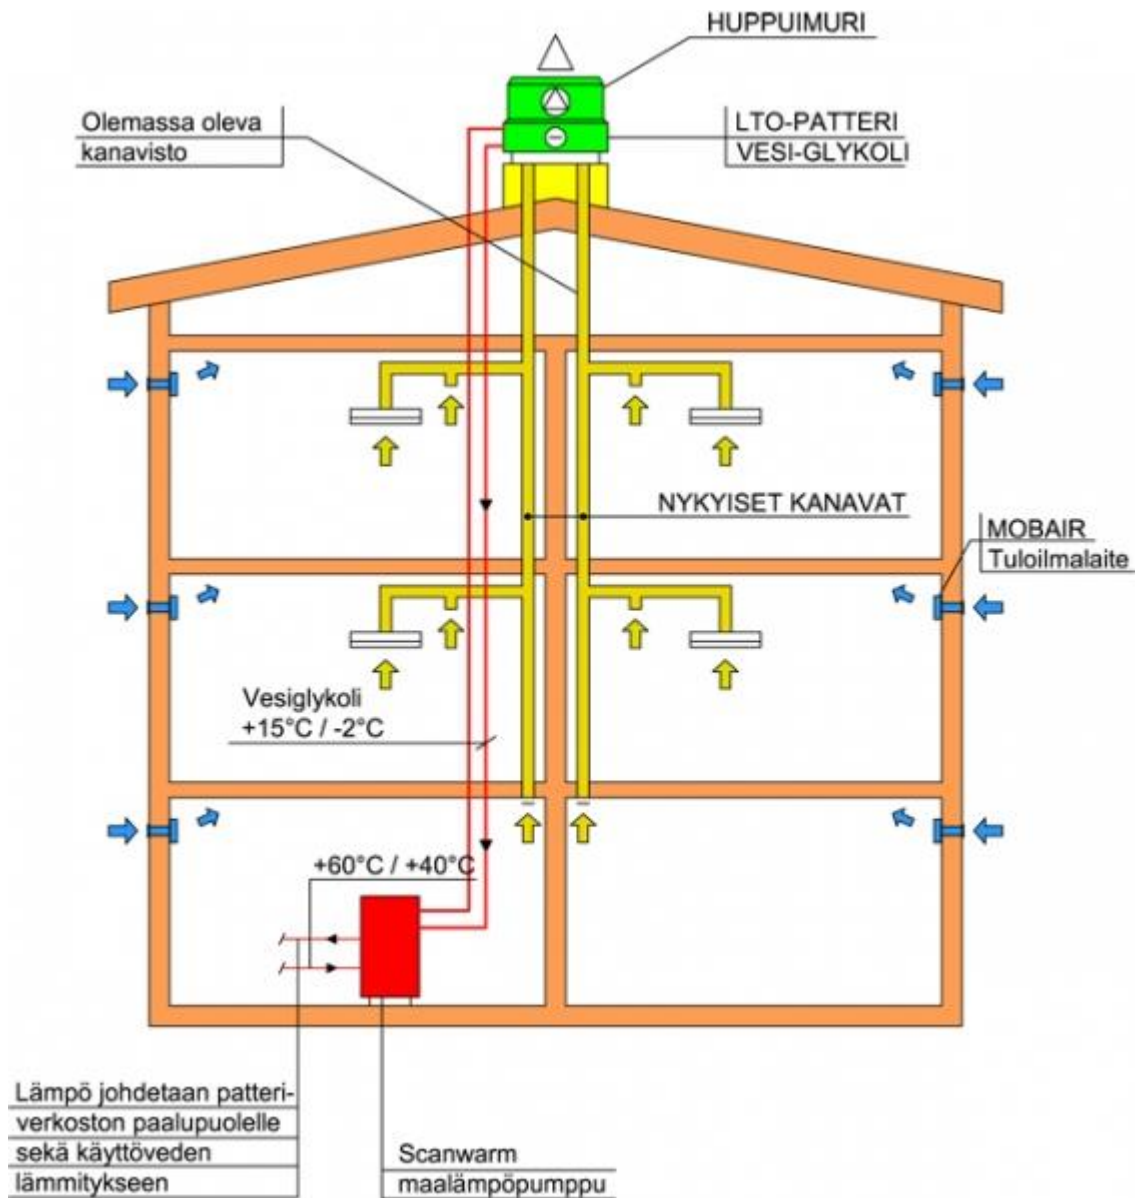 HUPPUIMURI
Olemassa oleva
kanavisto
LTO-PATTERI
VESI-GLYKOLI
NYKYISET KANAVAT
MOBAIR
Tuloilmalaite
Vesiglykoli
+15°C / -2°C
+60°C / +40°C
Lämpö johdetaan patteri-
verkoston paalupuolelle
sekä käyttöveden
lämmitykseen
Scanwarm
maalämpöpumppu